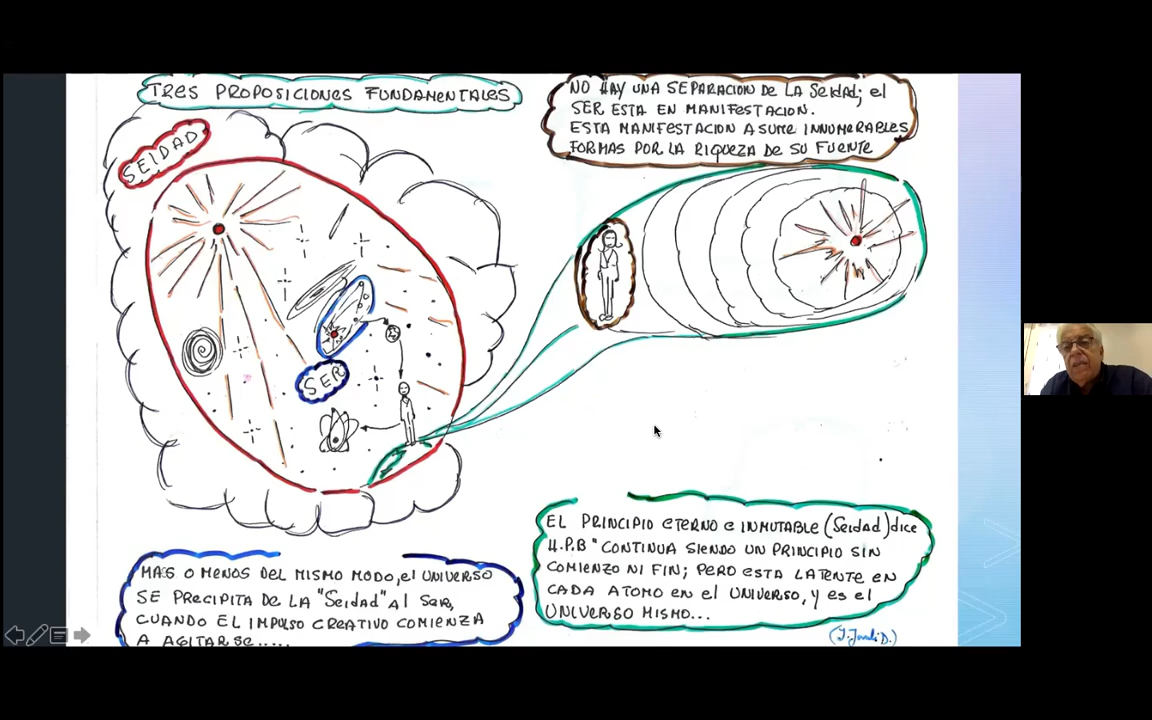 TRES PROPOSICIONES FUNDAMENTALES
SEIDAD
NO HAY UNA SEPARACION DE LA SEIDAD; el
SER ESTA EN MANIFESTACION.
ESTA MANIFESTACION ASUME INNUMERABLES
FORMAS POR LA RIQUEZA DE SU FUENTE
SER
MAS O MENOS DEL MISMO MODO, el UNIVERSO
SE PRECIPITA DE LA "SEIDAD" Al SER,
CUANDO EL IMPULSO CREATIVO COMIENZA
A AGITARSE.....
EL PRINCIPIO ETERNO E INMUTABLE (SEIDAD) dice
H.P.B "CONTINUA SIENDO UN PRINCIPIO SIN
COMIENZO NI FIN; PERO ESTA LATENTE EN
CADA ATOMO EN el UNIVERSO, Y ES EL
UNIVERSO MISMO...